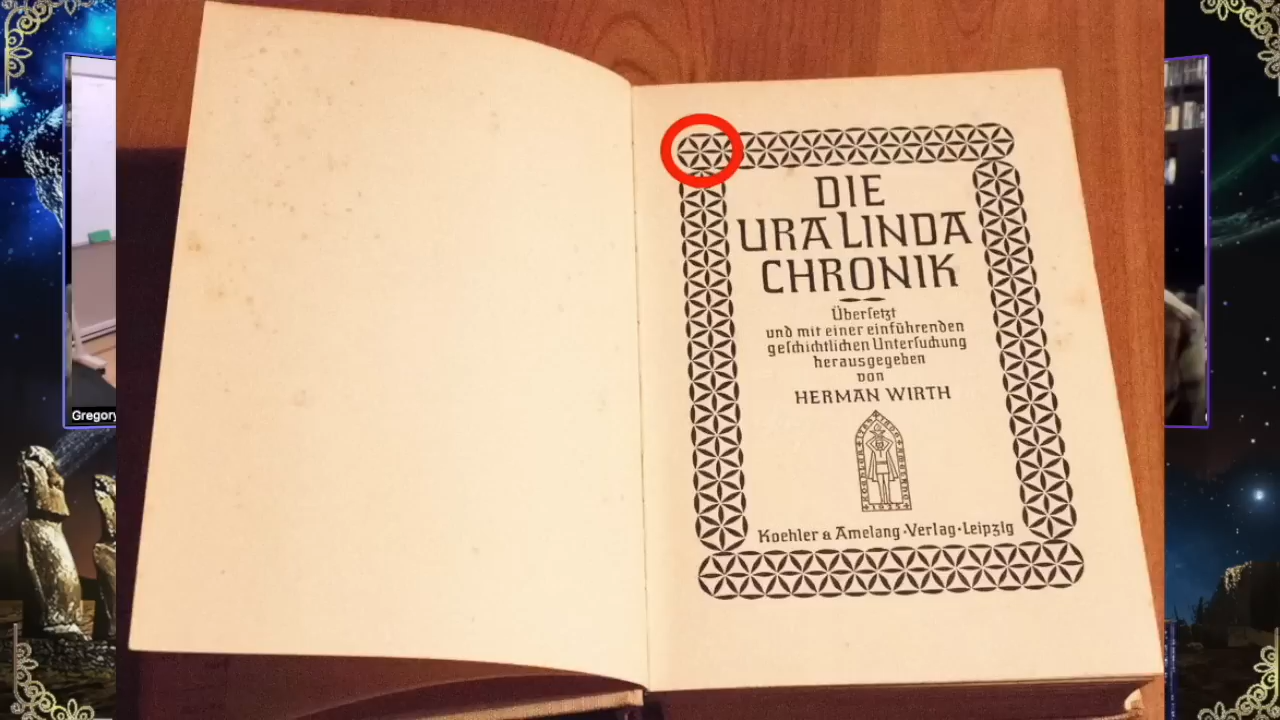 DIE
URA LINDA
CHRONIK
Überſetzt
und mit einer einführenden
geſchichtlichen Unterſuchung
herausgegeben
von
HERMAN WIRTH
Koehler & Amelang · Verlag · Leipzig
Gregory